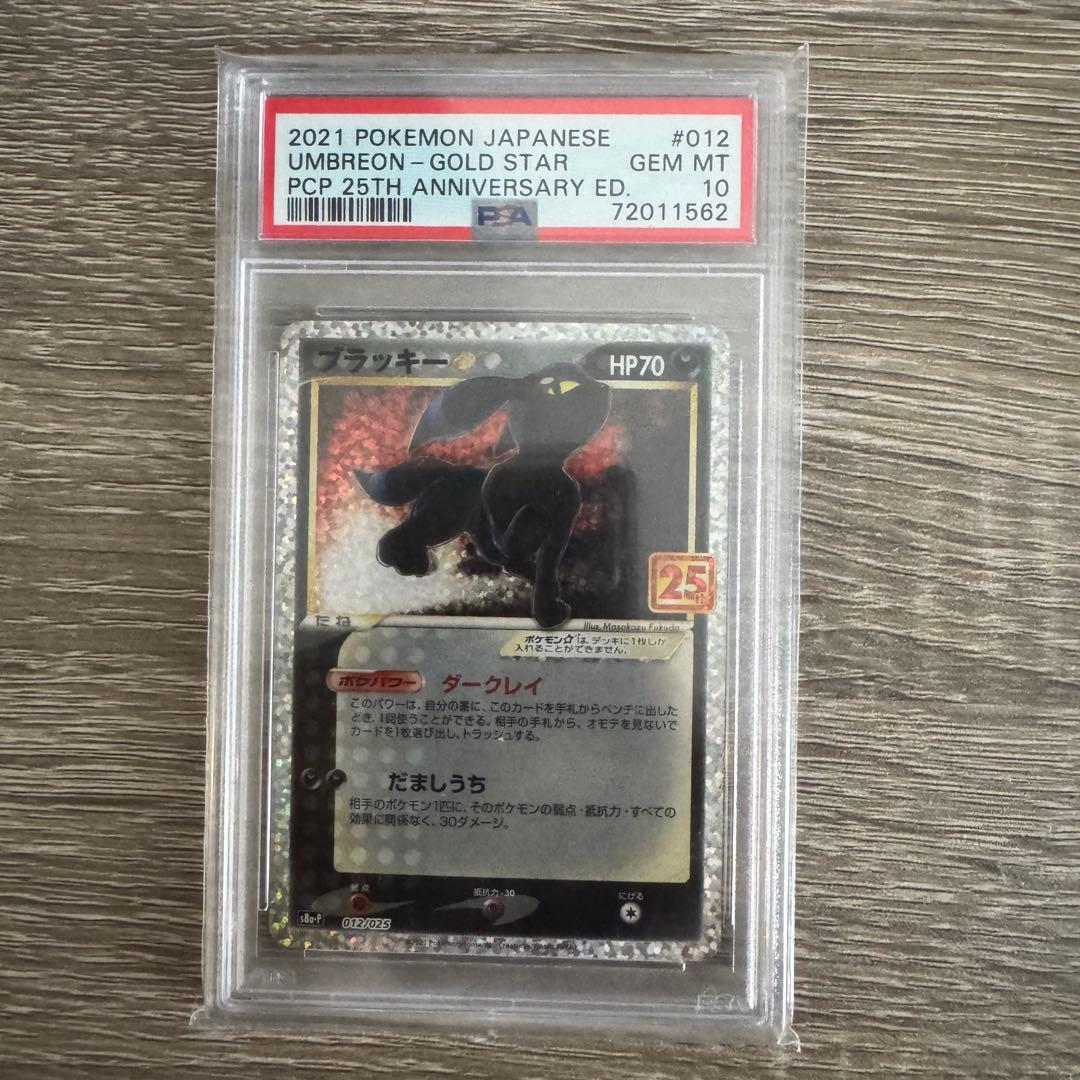 2021 POKEMON JAPANESE #012
UMBREON - GOLD STAR GEM MT
PCP 25TH ANNIVERSARY ED. 10
PSA 72011562
ブラッキー HP70
25th
たね
illus. Masakazu Fukuda
ポケモン☆は、デッキに1枚しか
入れることができません。
ポケパワー ダークレイ
このパワーは、自分の番に、このカードを手札からベンチに出した
とき、1回使うことができる。相手の手札から、オモテを見ないで
カードを1枚選び出し、トラッシュする。
だましうち
相手のポケモン1匹に、そのポケモンの弱点・抵抗力・すべての
効果に関係なく、30ダメージ。
弱点 抵抗力-30 にげる
s8a-P 012/025